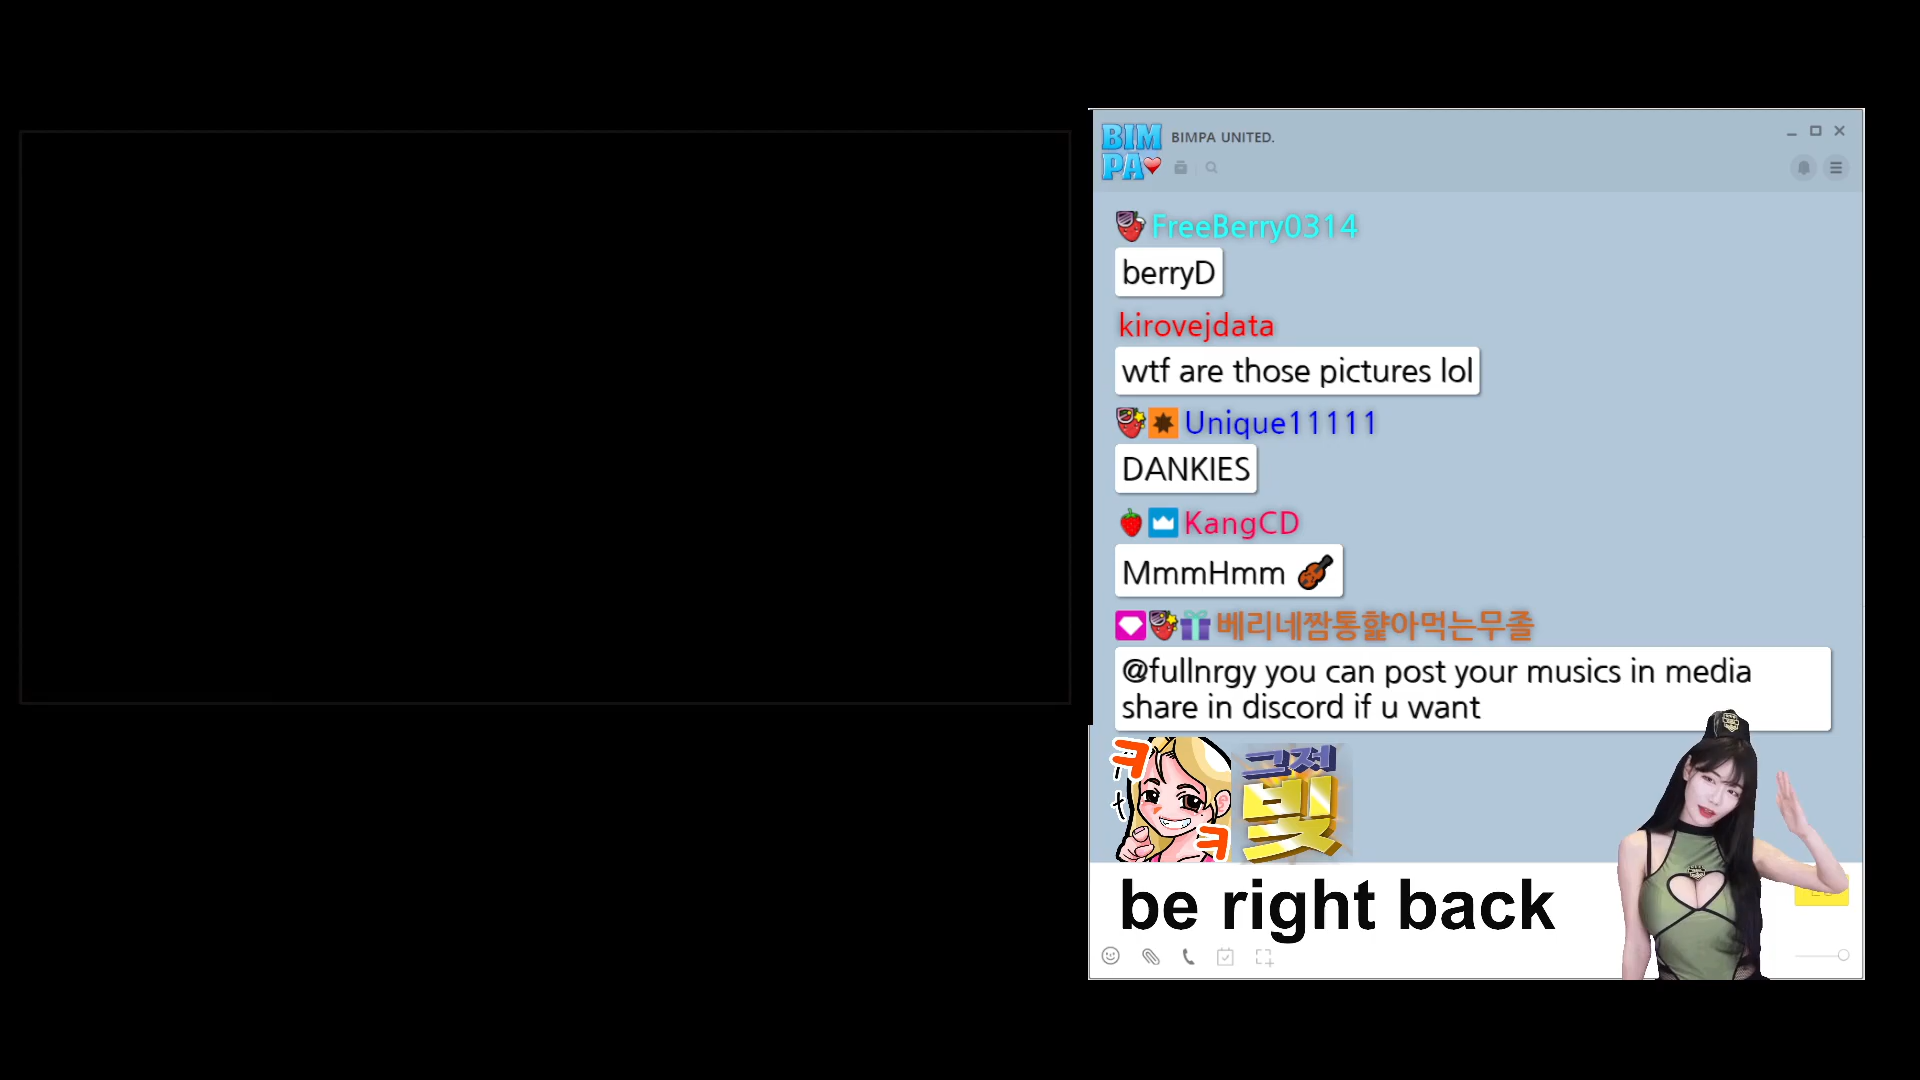 BIM
PA
BIMPA UNITED.
FreeBerry0314
berryD
kirovejdata
wtf are those pictures lol
Unique11111
DANKIES
KangCD
MmmHmm
베리네짬통햝아먹는무졸
@fullnrgy you can post your musics in media
share in discord if u want
ㅋ
ㅋ
그저
빛
be right back